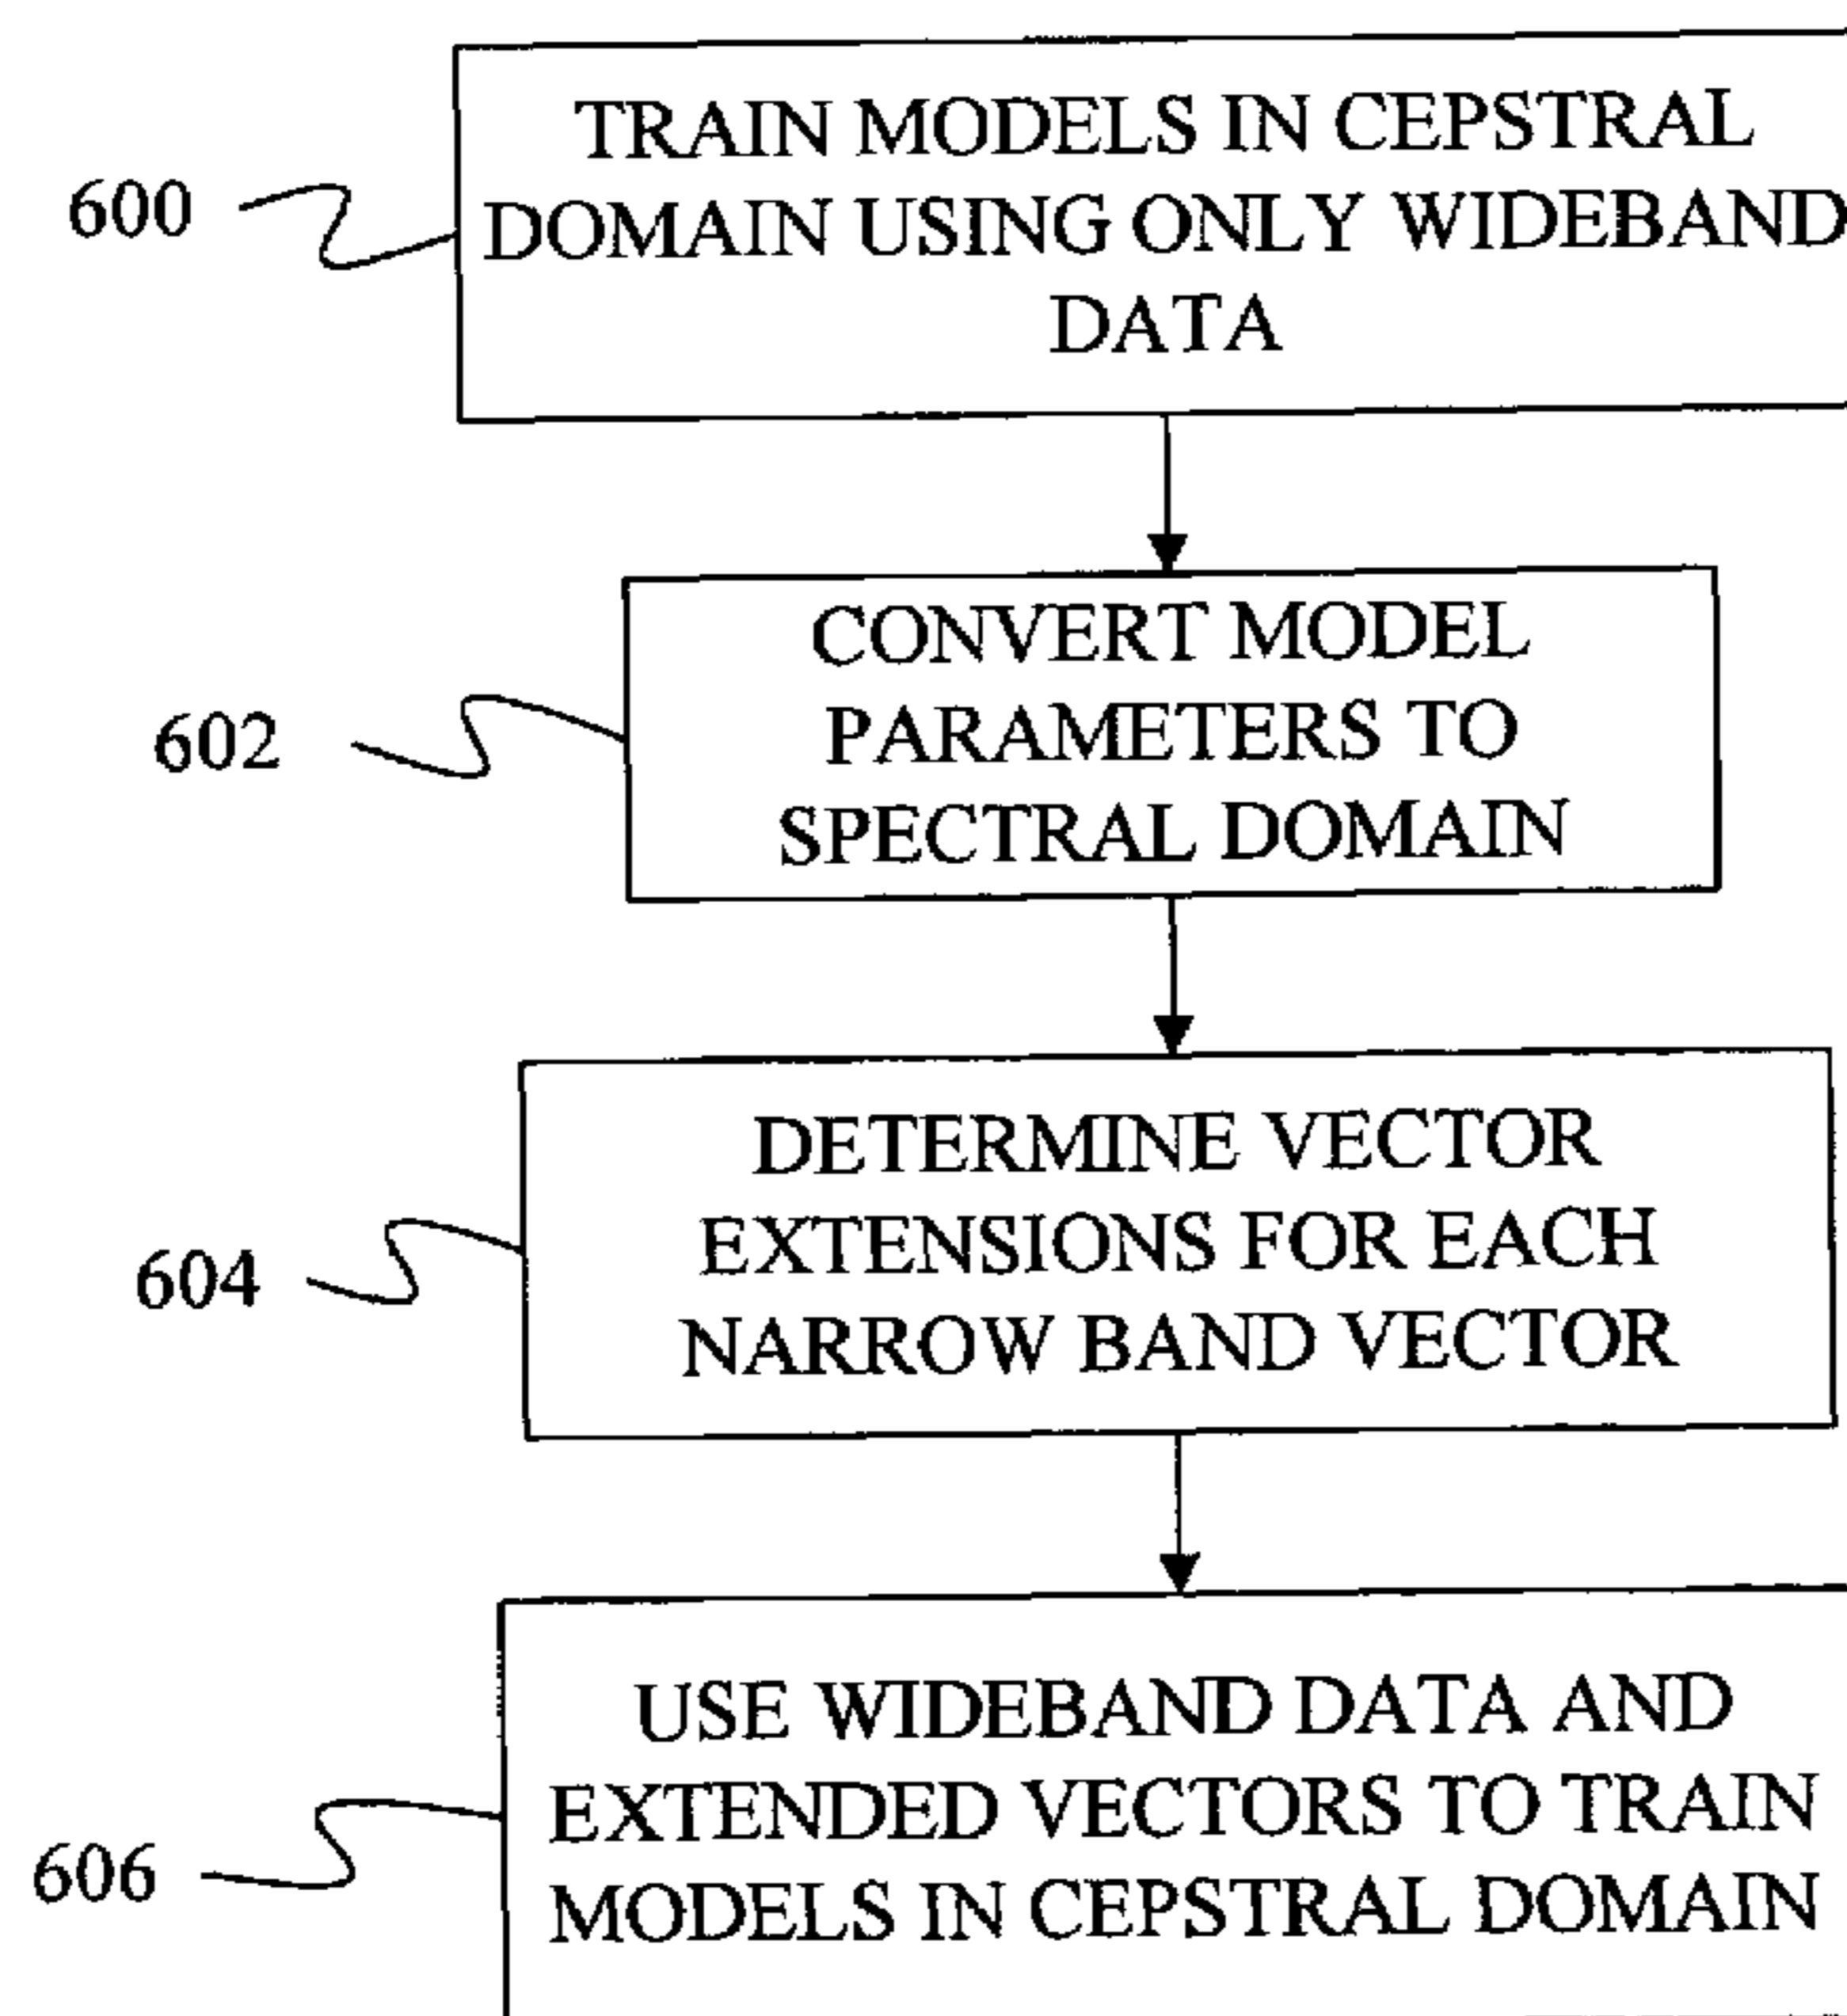 TRAIN MODELS IN CEPSTRAL
600
DOMAIN USING ONLY WIDEBAND
DATA
CONVERT MODEL
602
PARAMETERS TO
SPECTRAL DOMAIN
DETERMINE VECTOR
EXTENSIONS FOR EACH
604
NARROW BAND VECTOR
USE WIDEBAND DATA AND
EXTENDED VECTORS TO TRAIN
606
MODELS IN CEPSTRAL DOMAIN